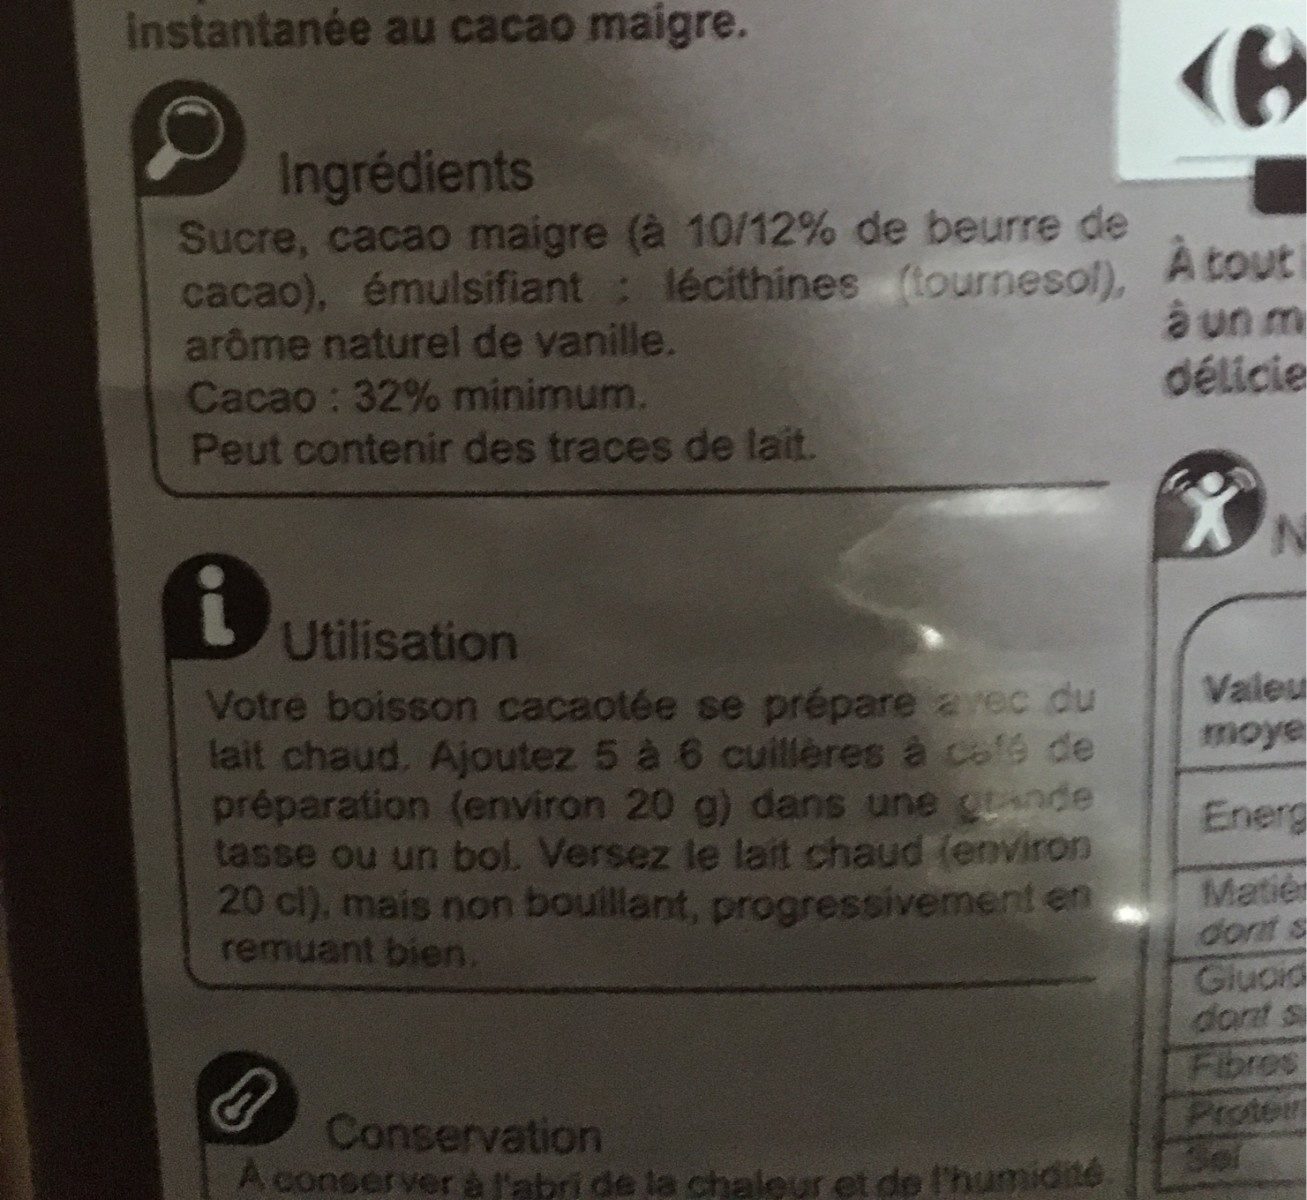 Instantanée au cacao maigre.
Ingrédients
Sucre, cacao maigre (à 10/12% de beurre de
cacao), émulsifiant : lécithines (tournesol),
arôme naturel de vanille.
Cacao : 32% minimum.
Peut contenir des traces de lait.
Utilisation
Votre boisson cacaotée se prépare avec du
lait chaud. Ajoutez 5 à 6 cuillères à café de
préparation (environ 20 g) dans une grande
tasse ou un bol. Versez le lait chaud (environ
20 cl), mais non bouillant, progressivement en
remuant bien.
Conservation
A conserver à l'abri de la chaleur et de l'humidité.
À tout
à un m
délicie
N
Valeu
moye
Energ
Matièr
dont s
Glucid
dont s
Fibres
Protéin
Sel